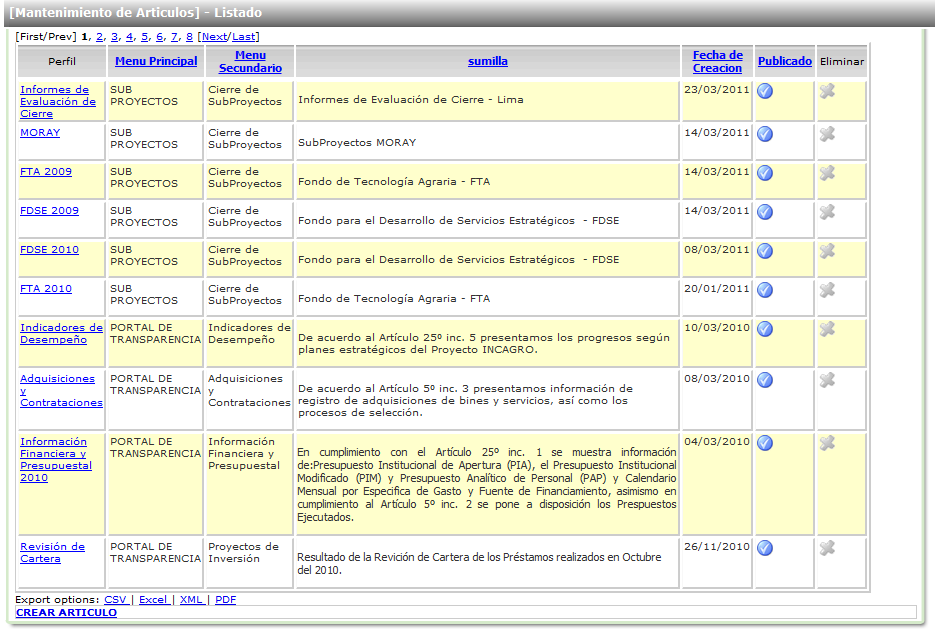 [Mantenimiento de Articulos] - Listado
[First/Prev] 1, 2, 3, 4, 5, 6, 7, 8 [Next/Last]
Perfil
Menu Principal
Menu
Secundario
sumilla
Fecha de
Creacion
Publicado
Eliminar
Informes de
Evaluación de
Cierre
SUB
PROYECTOS
Cierre de
SubProyectos
Informes de Evaluación de Cierre - Lima
23/03/2011
MORAY
SUB
PROYECTOS
Cierre de
SubProyectos
SubProyectos MORAY
14/03/2011
FTA 2009
SUB
PROYECTOS
Cierre de
SubProyectos
Fondo de Tecnología Agraria - FTA
14/03/2011
FDSE 2009
SUB
PROYECTOS
Cierre de
SubProyectos
Fondo para el Desarrollo de Servicios Estratégicos - FDSE
14/03/2011
FDSE 2010
SUB
PROYECTOS
Cierre de
SubProyectos
Fondo para el Desarrollo de Servicios Estratégicos - FDSE
08/03/2011
FTA 2010
SUB
PROYECTOS
Cierre de
SubProyectos
Fondo de Tecnología Agraria - FTA
20/01/2011
Indicadores de
Desempeño
PORTAL DE
TRANSPARENCIA
Indicadores de
Desempeño
De acuerdo al Artículo 25º inc. 5 presentamos los progresos según
planes estratégicos del Proyecto INCAGRO.
10/03/2010
Adquisiciones
y
Contrataciones
PORTAL DE
TRANSPARENCIA
Adquisiciones
y
Contrataciones
De acuerdo al Artículo 5º inc. 3 presentamos información de
registro de adquisiciones de bines y servicios, así como los
procesos de selección.
08/03/2010
Información
Financiera y
Presupuestal
2010
PORTAL DE
TRANSPARENCIA
Información
Financiera y
Presupuestal
En cumplimiento con el Artículo 25º inc. 1 se muestra información
de:Presupuesto Institucional de Apertura (PIA), el Presupuesto Institucional
Modificado (PIM) y Presupuesto Analítico de Personal (PAP) y Calendario
Mensual por Especifica de Gasto y Fuente de Financiamiento, asimismo en
cumplimiento al Artículo 5º inc. 2 se pone a disposición los Prespuestos
Ejecutados.
04/03/2010
Revisión de
Cartera
PORTAL DE
TRANSPARENCIA
Proyectos de
Inversión
Resultado de la Revición de Cartera de los Préstamos realizados en Octubre
del 2010.
26/11/2010
Export options: CSV | Excel | XML | PDF
CREAR ARTICULO